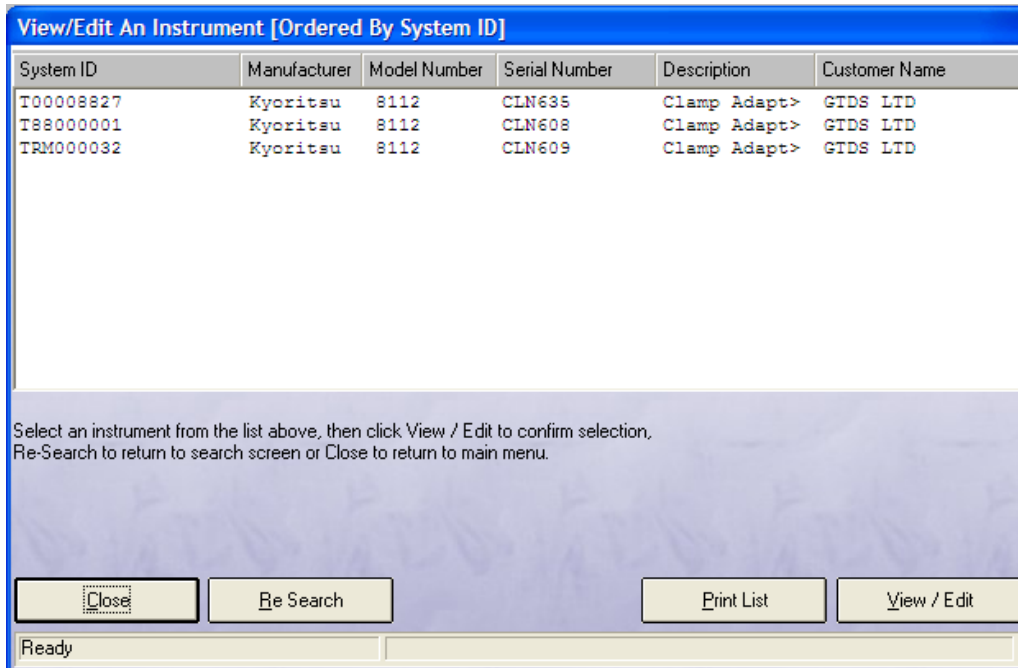 View/Edit An Instrument [Ordered By System ID]
System ID Manufacturer Model Number Serial Number Description Customer Name
T00008827 Kyoritsu 8112 CLN635 Clamp Adapt> GTDS LTD
T88000001 Kyoritsu 8112 CLN608 Clamp Adapt> GTDS LTD
TRM000032 Kyoritsu 8112 CLN609 Clamp Adapt> GTDS LTD
Select an instrument from the list above, then click View / Edit to confirm selection,
Re-Search to return to search screen or Close to return to main menu.
Close Re Search Print List View / Edit
Ready